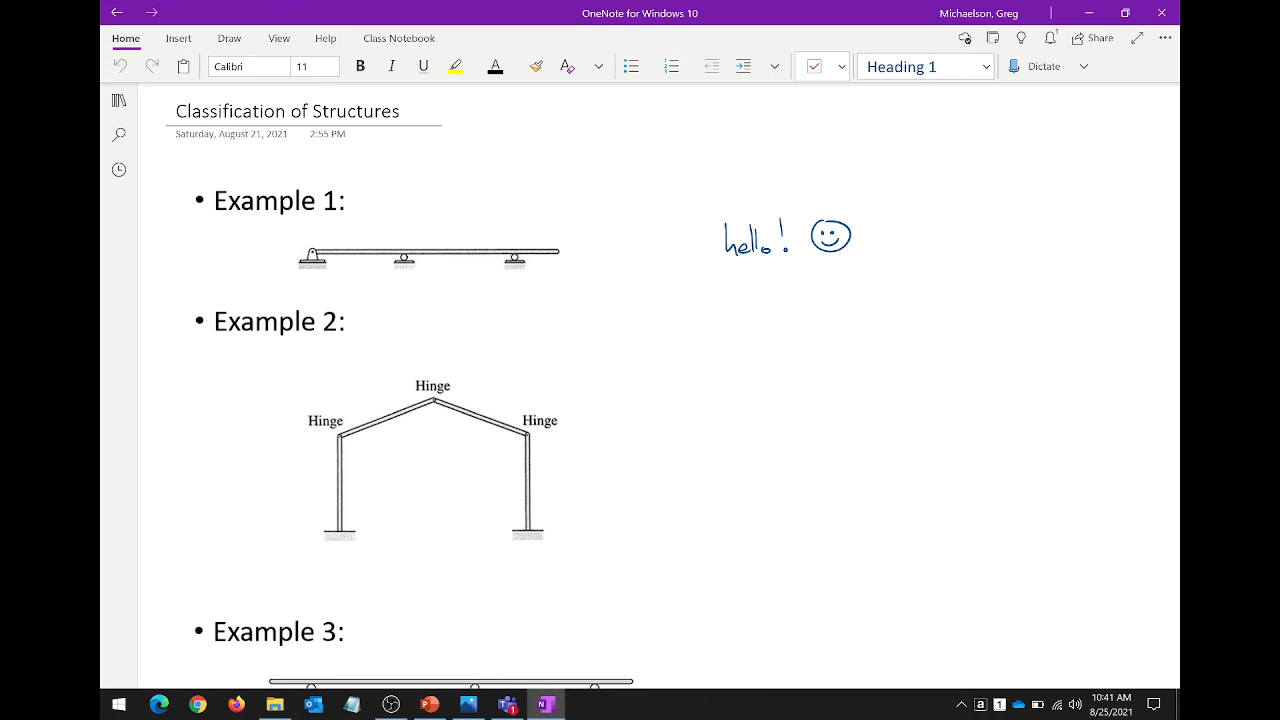 OneNote for Windows 10
Michaelson, Greg
Home Insert Draw View Help Class Notebook
Share
Calibri 11 B I U A Heading 1 Dictate
Classification of Structures
Saturday, August 21, 2021 2:55 PM
• Example 1:
hello! ☺
• Example 2:
Hinge
Hinge Hinge
• Example 3:
10:41 AM
8/25/2021